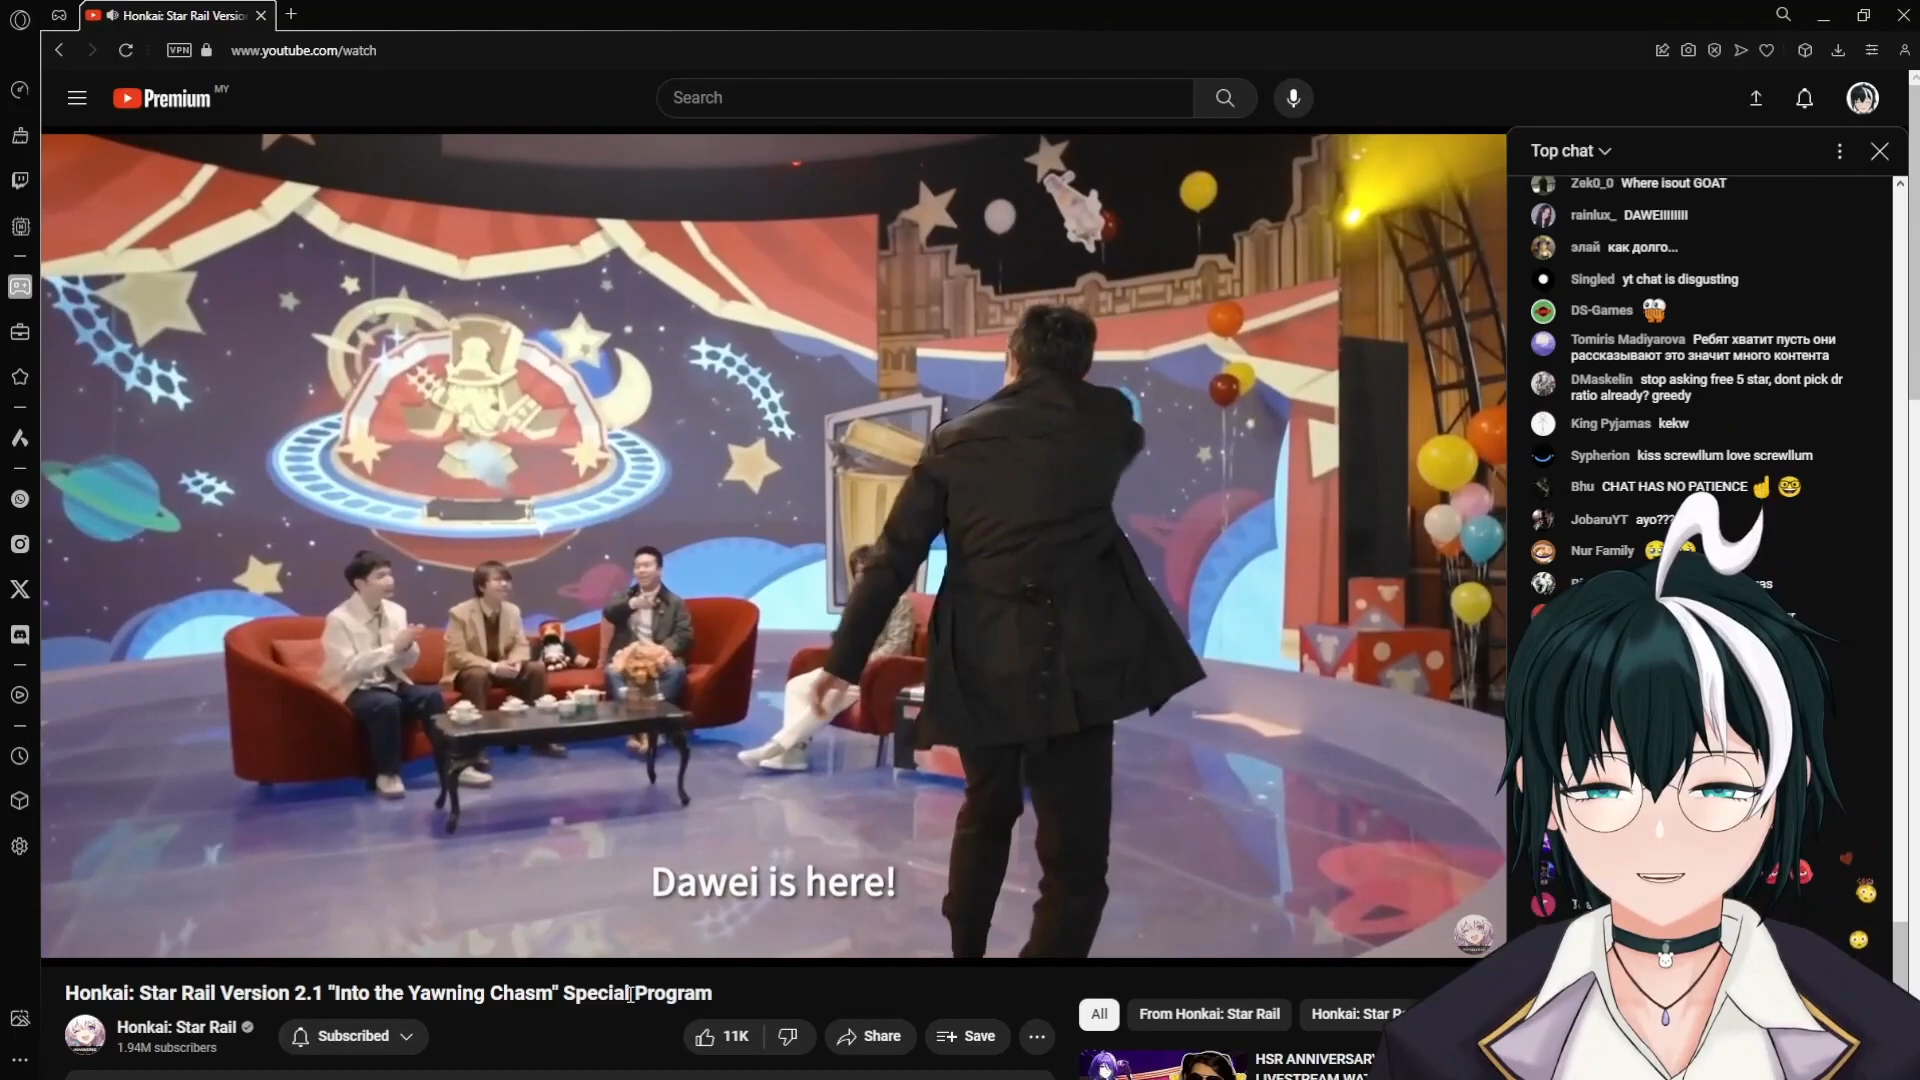 Honkai: Star Rail Versio
VPN
www.youtube.com/watch
Premium MY
Search
Top chat
Zek0_0 Where isout GOAT
rainlux_ DAWEIIIIIIII
элай как долго...
Singled yt chat is disgusting
DS-Games
Tomiris Madiyarova Ребят хватит пусть они
рассказывают это значит много контента
DMaskelin stop asking free 5 star, dont pick dr
ratio already? greedy
King Pyjamas kekw
Sypherion kiss screwllum love screwllum
Bhu CHAT HAS NO PATIENCE
JobaruYT ayo???
Nur Family
Dawei is here!
Honkai: Star Rail Version 2.1 "Into the Yawning Chasm" Special Program
Honkai: Star Rail
1.94M subscribers
Subscribed
11K
Share
Save
All
From Honkai: Star Rail
Honkai: Star R
HSR ANNIVERSARY
LIVESTREAM WA